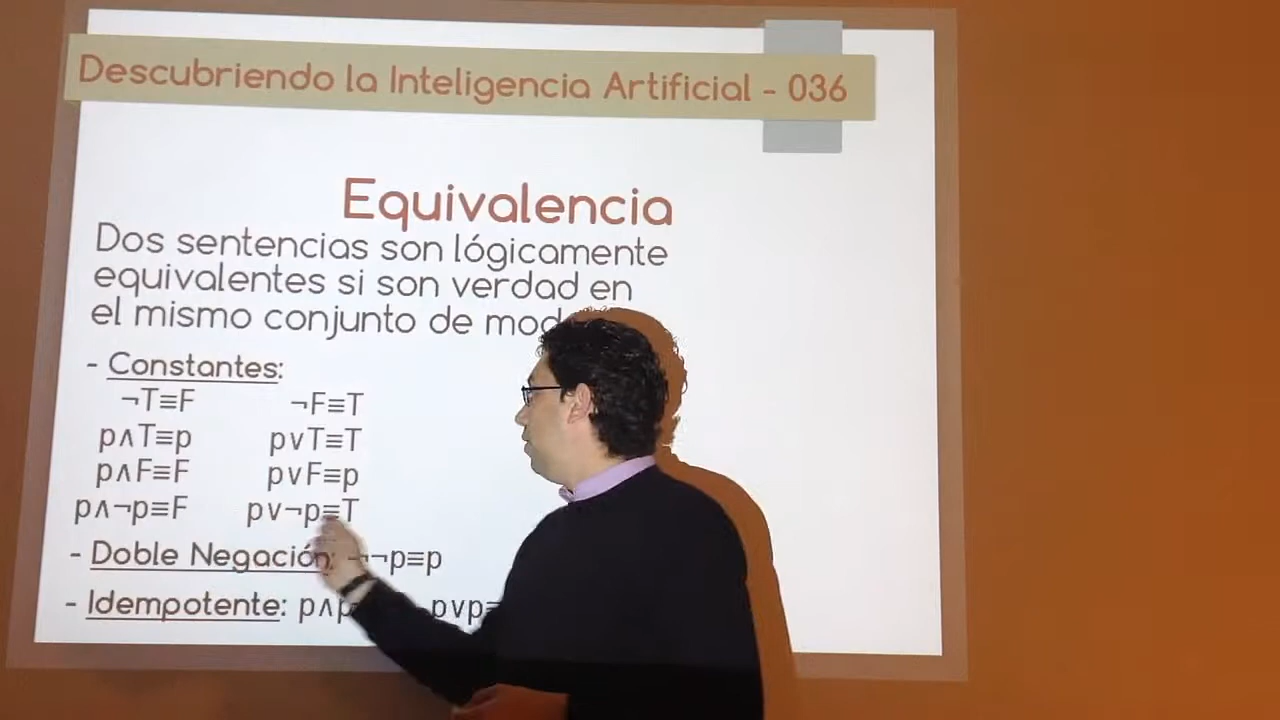 Descubriendo la Inteligencia Artificial - 036
Equivalencia
Dos sentencias son lógicamente
equivalentes si son verdad en
el mismo conjunto de
- Constantes:
¬T≡F ¬F≡T
p∧T≡p p∨T≡T
p∧F≡F p∨F≡p
p∧¬p≡F p∨¬p≡T
- Doble Negación: ¬¬p≡p
- Idempotente: p∧p p∨p≡